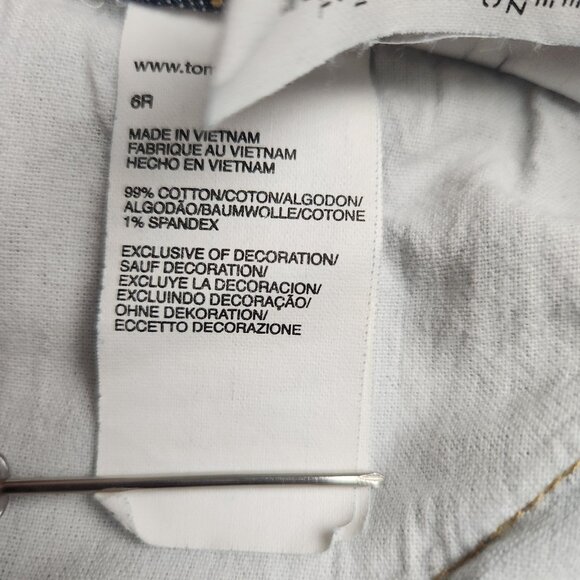 www.tom
6R
MADE IN VIETNAM
FABRIQUE AU VIETNAM
HECHO EN VIETNAM
99% COTTON/COTON/ALGODON/
ALGODÃO/BAUMWOLLE/COTONE
1% SPANDEX
EXCLUSIVE OF DECORATION/
SAUF DECORATION/
EXCLUYE LA DECORACION/
EXCLUINDO DECORAÇÃO/
OHNE DEKORATION/
ECCETTO DECORAZIONE